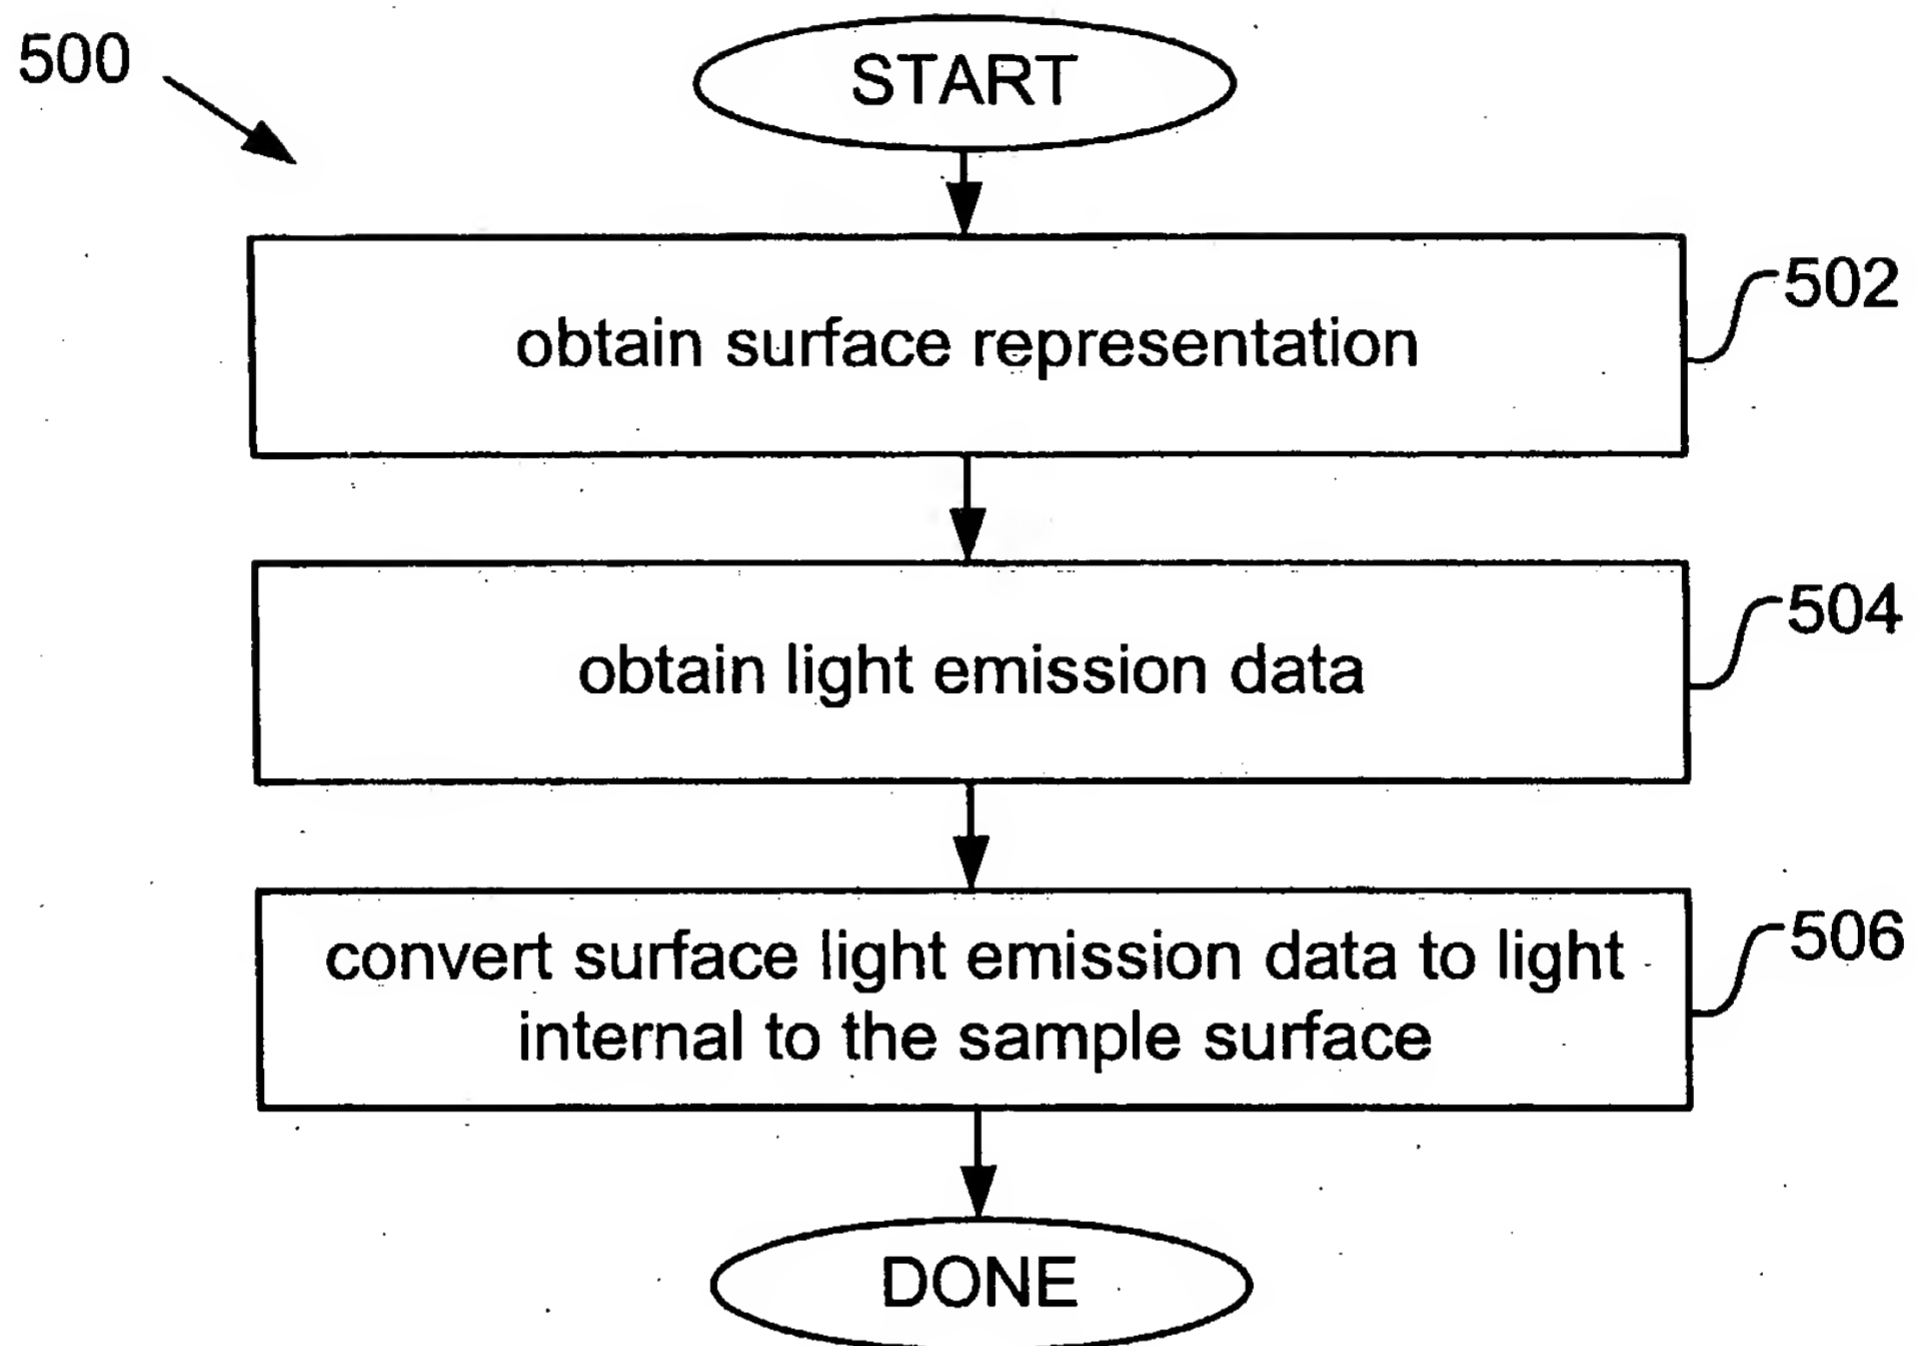 500
START
502
obtain surface representation
504
obtain light emission data
506
convert surface light emission data to light
internal to the sample surface
DONE